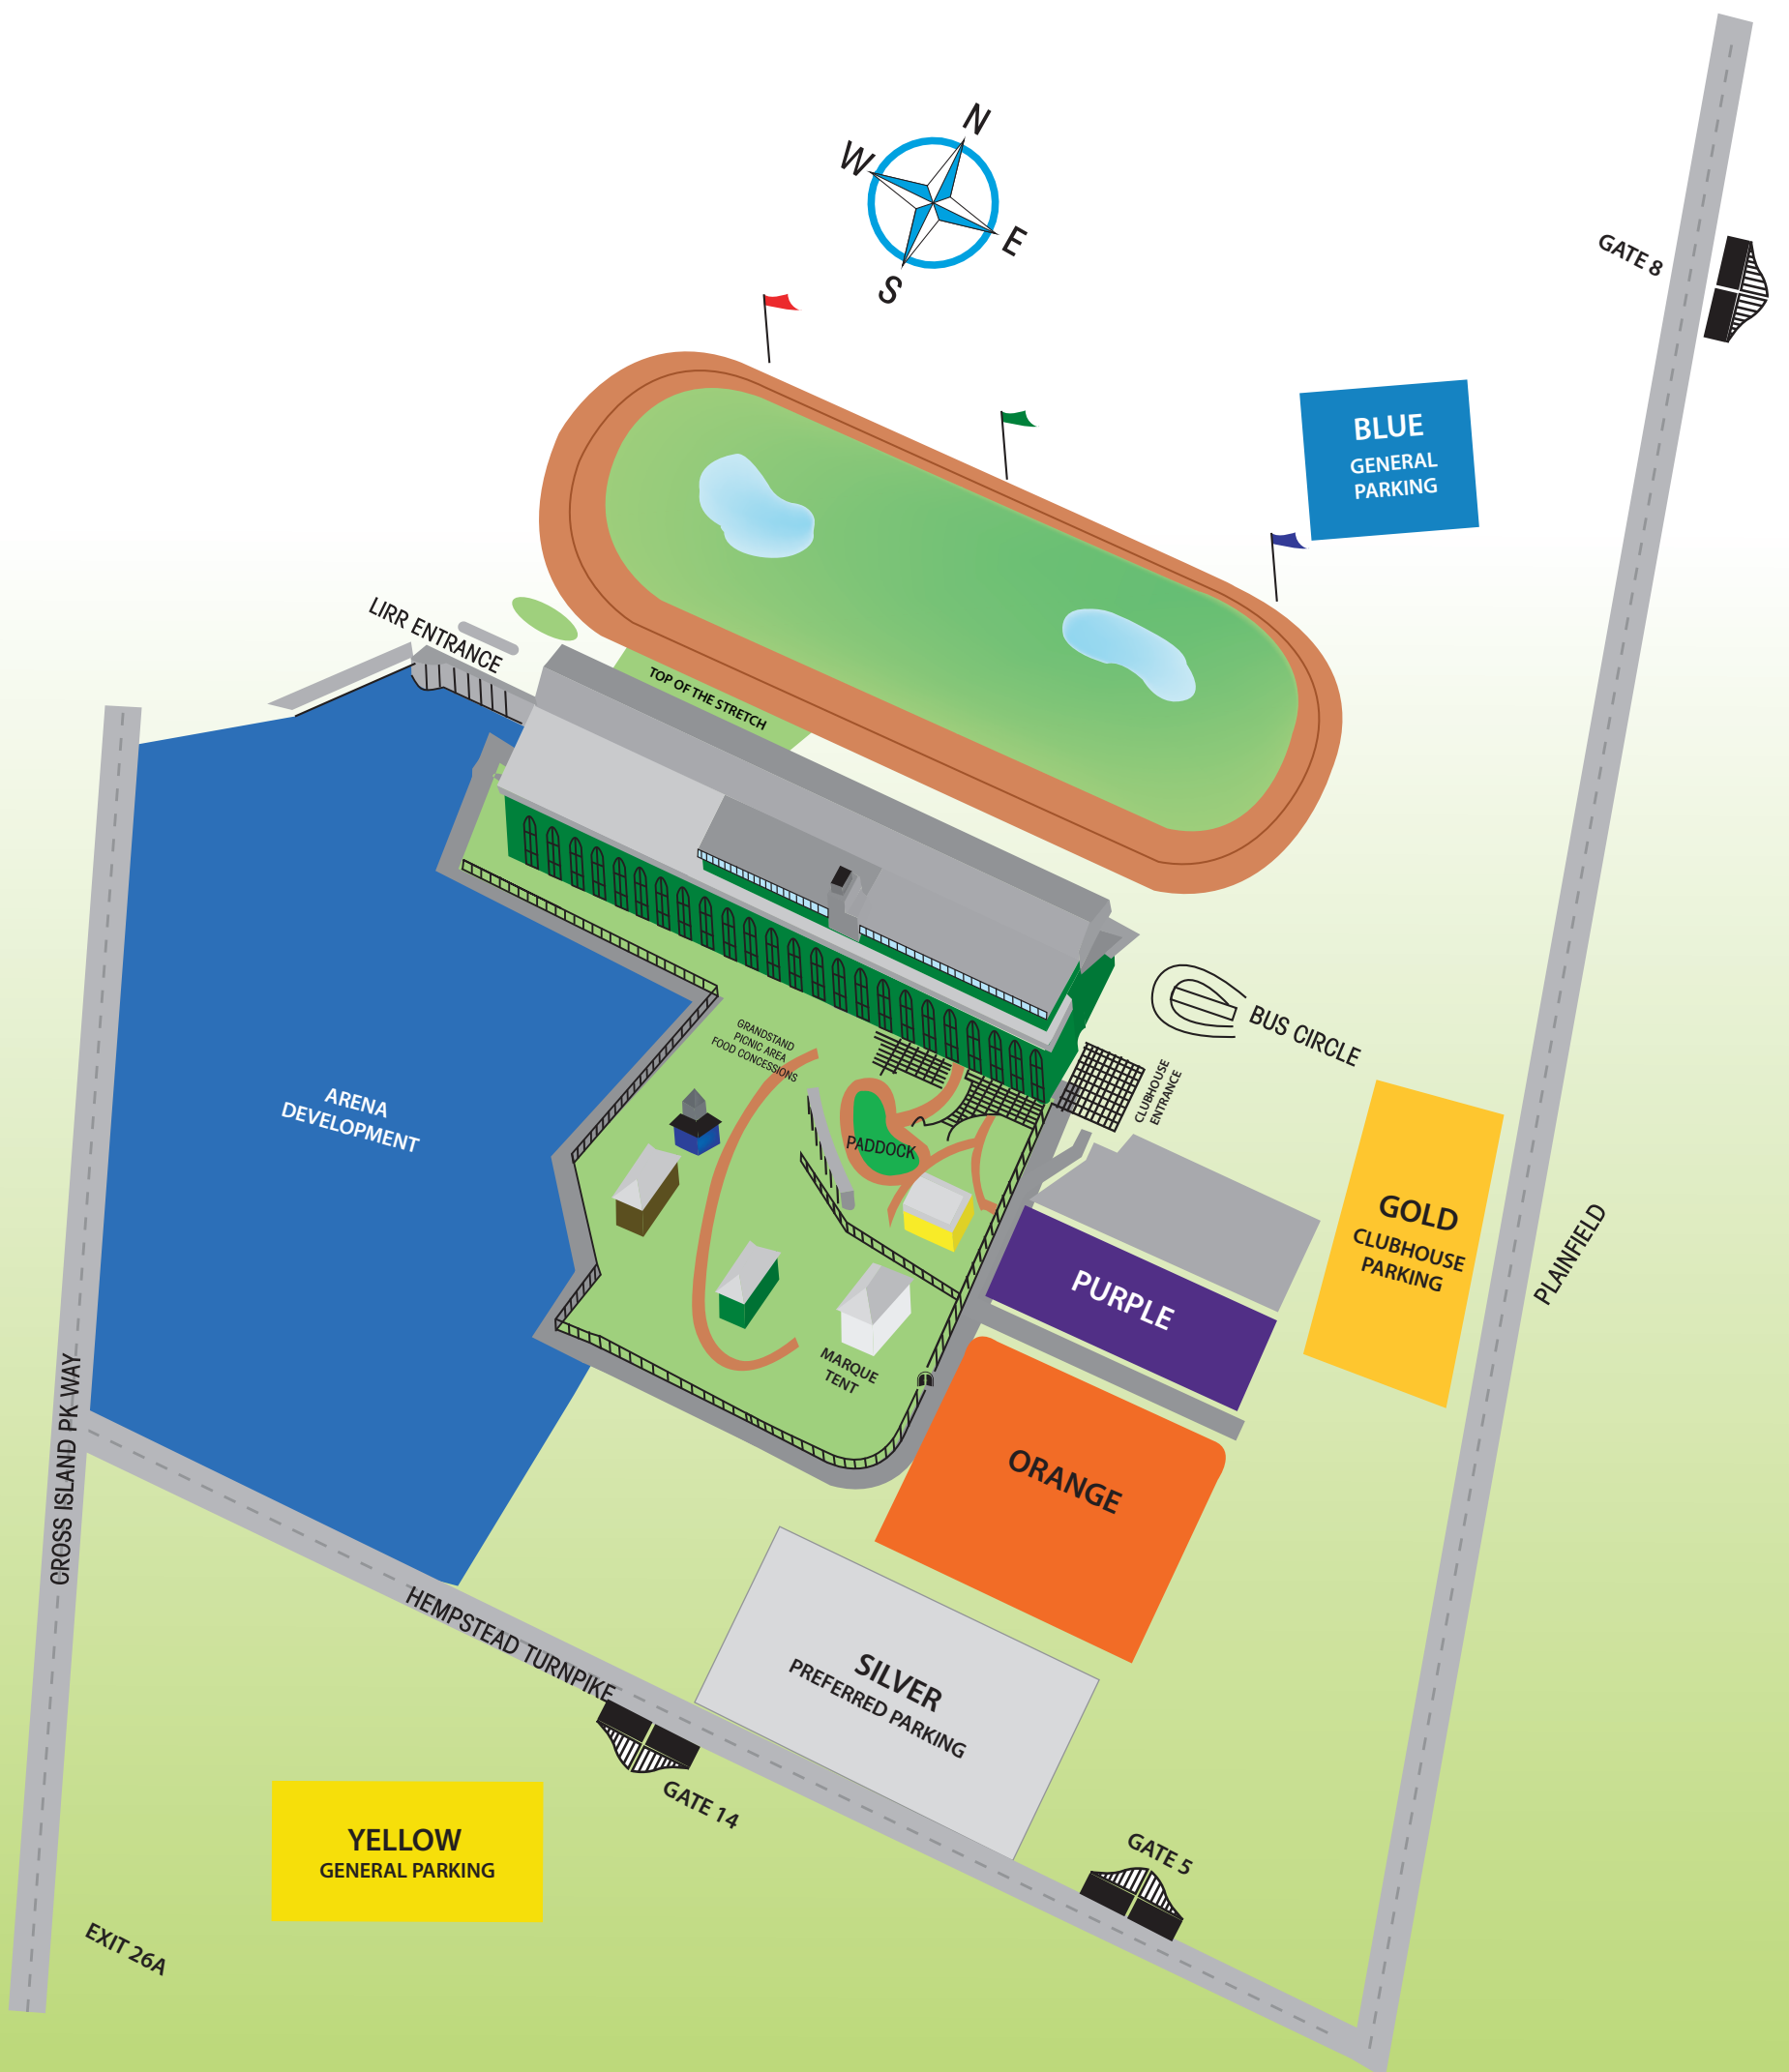 N
W
E
S
GATE 8
BLUE
GENERAL
PARKING
LIRR ENTRANCE
TOP OF THE STRETCH
BUS CIRCLE
GRANDSTAND
PICNIC AREA
FOOD CONCESSIONS
CLUBHOUSE
ENTRANCE
ARENA
DEVELOPMENT
PADDOCK
GOLD
CLUBHOUSE
PARKING
PLAINFIELD
PURPLE
MARQUE
TENT
CROSS ISLAND PK WAY
ORANGE
HEMPSTEAD TURNPIKE
SILVER
PREFERRED PARKING
GATE 14
YELLOW
GENERAL PARKING
GATE 5
EXIT 26A